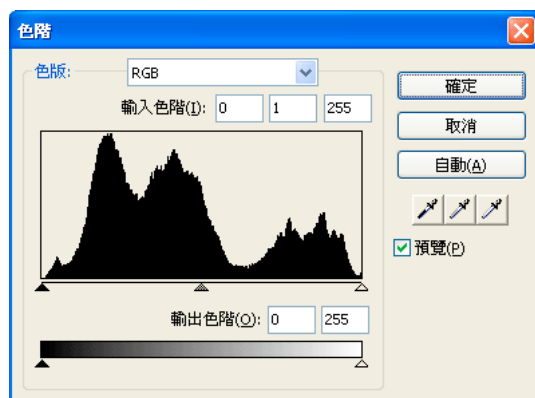 色階
色版: RGB
輸入色階(I): 0 1 255
輸出色階(O): 0 255
確定
取消
自動(A)
預覽(P)